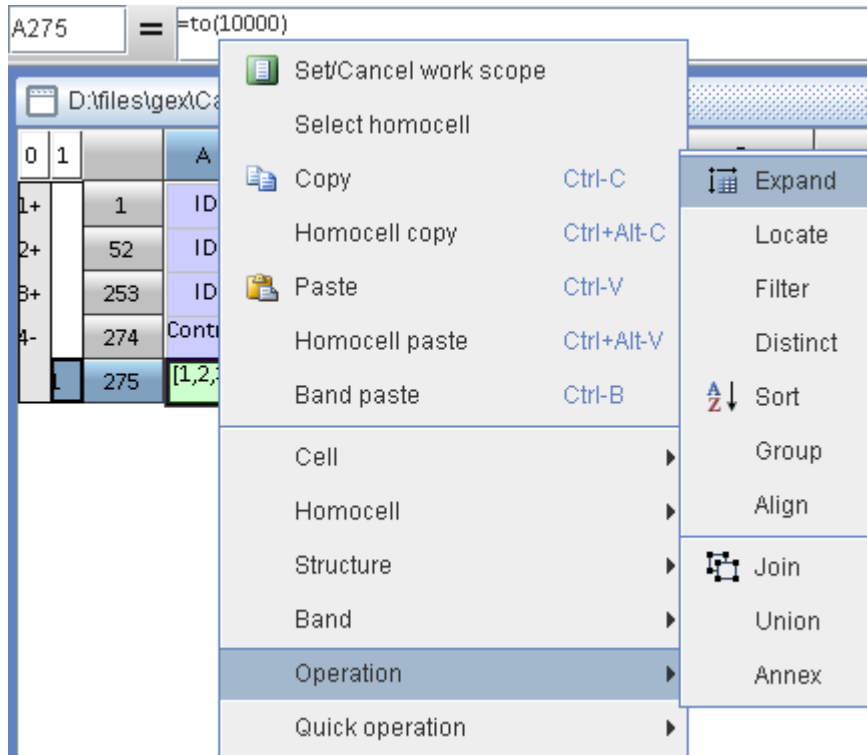 A275 = =to(10000)
D:\files\gex\Ca
0 1 A
1+ 1 ID
2+ 52 ID
3+ 253 ID
4- 274 Contr
1 275 [1,2,
Set/Cancel work scope
Select homocell
Copy Ctrl-C
Homocell copy Ctrl+Alt-C
Paste Ctrl-V
Homocell paste Ctrl+Alt-V
Band paste Ctrl-B
Cell
Homocell
Structure
Band
Operation
Quick operation
Expand
Locate
Filter
Distinct
Sort
Group
Align
Join
Union
Annex